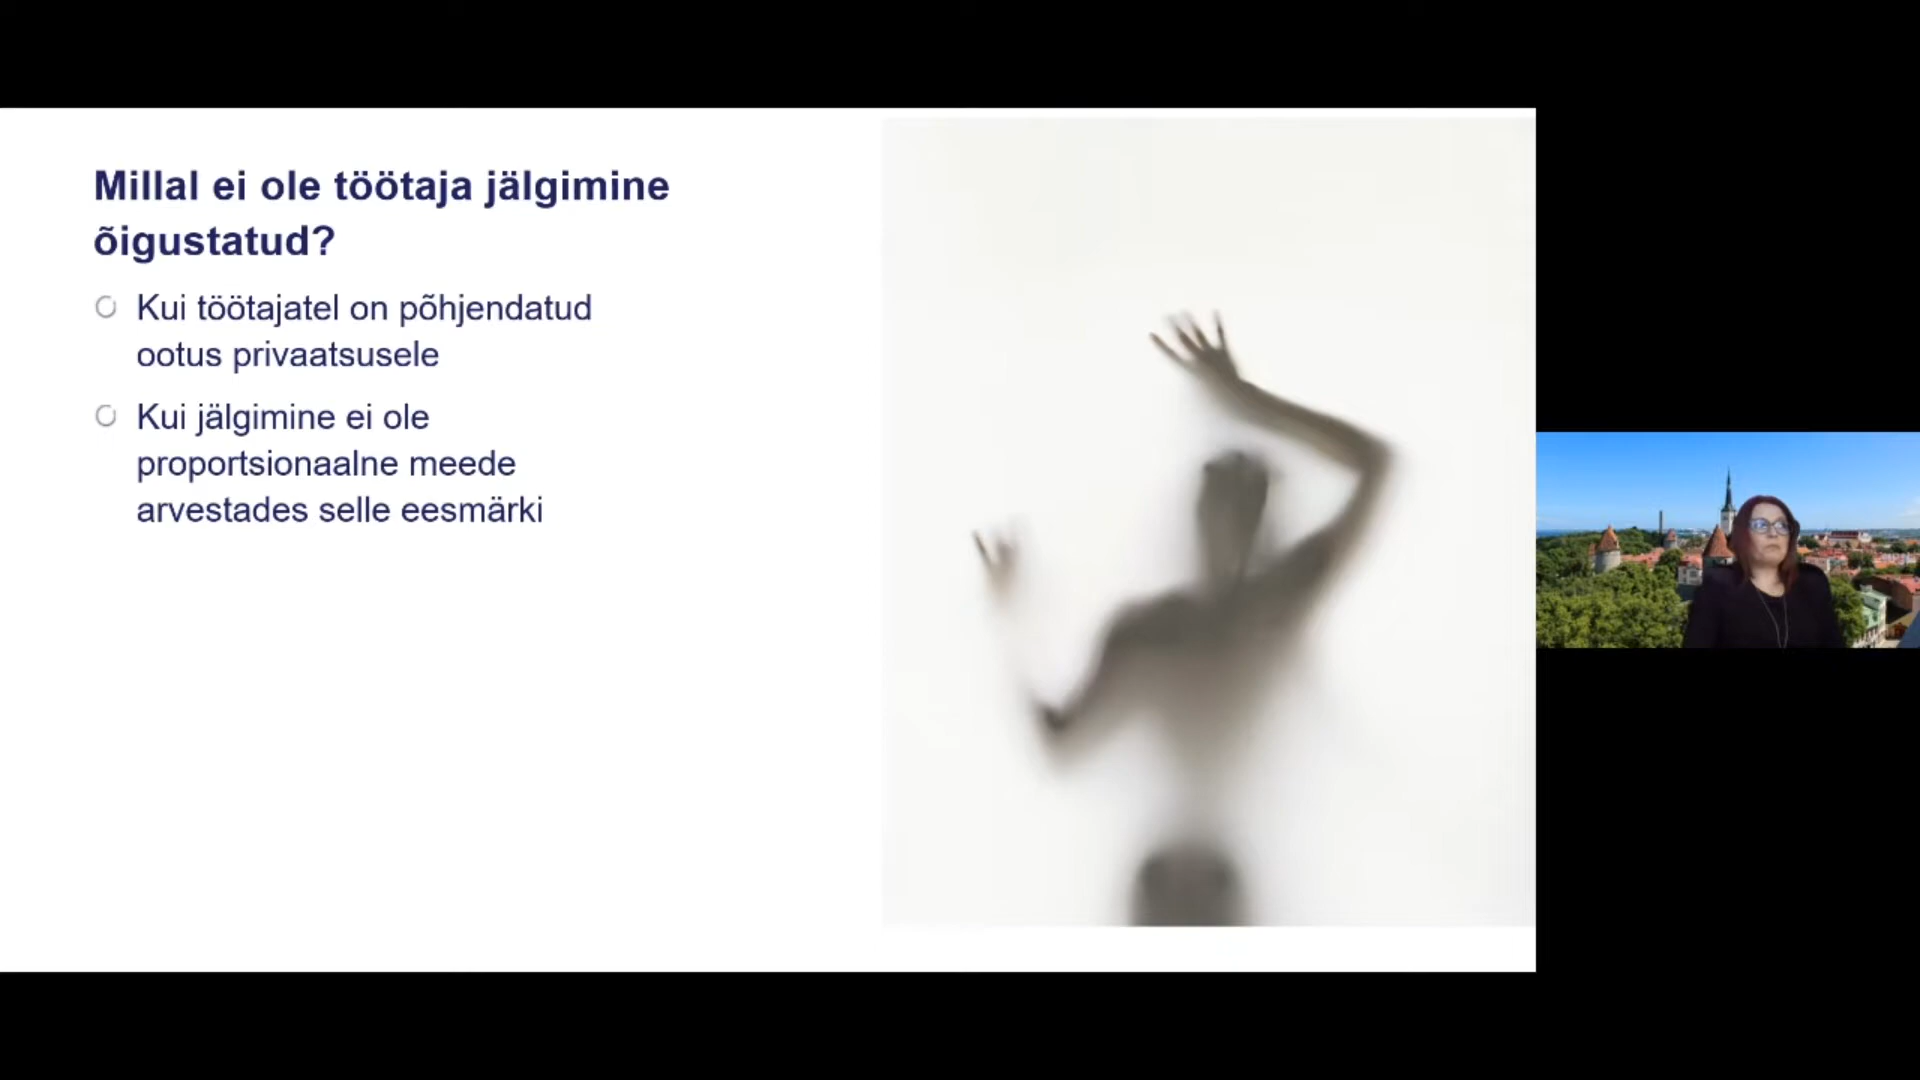 Millal ei ole töötaja jälgimine
õigustatud?
Kui töötajatel on põhjendatud
ootus privaatsusele
Kui jälgimine ei ole
proportsionaalne meede
arvestades selle eesmärki